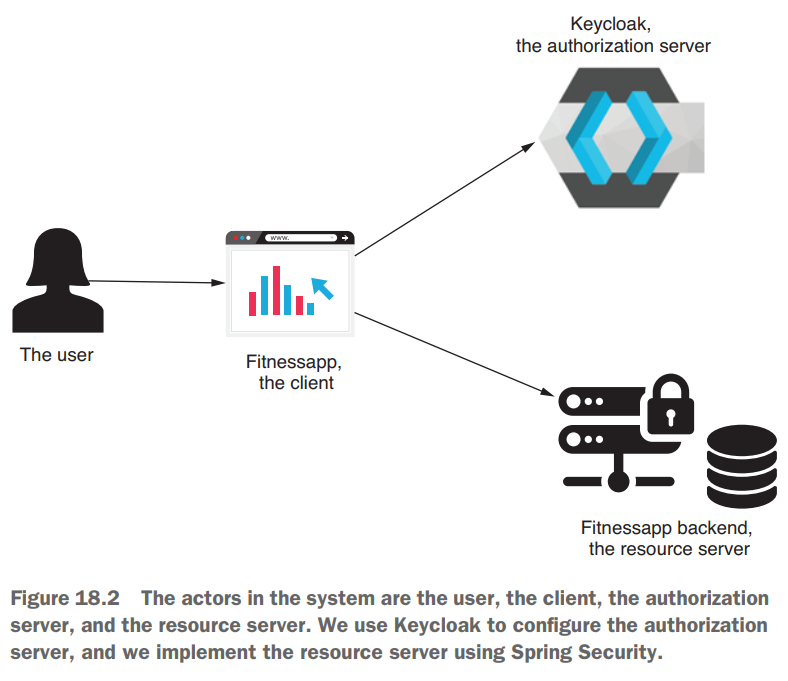 Keycloak,
the authorization server
www.
The user
Fitnessapp,
the client
Fitnessapp backend,
the resource server
Figure 18.2 The actors in the system are the user, the client, the authorization
server, and the resource server. We use Keycloak to configure the authorization
server, and we implement the resource server using Spring Security.